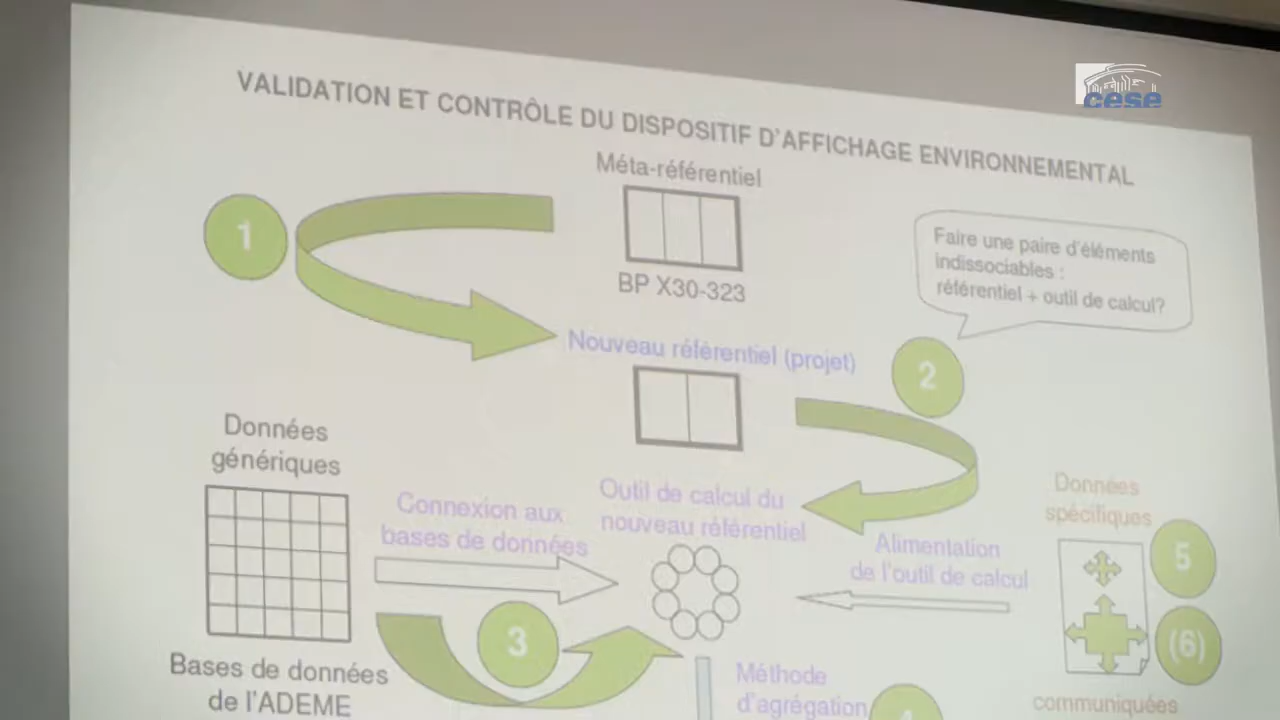 cese
VALIDATION ET CONTRÔLE DU DISPOSITIF D'AFFICHAGE ENVIRONNEMENTAL
Méta-référentiel
1
BP X30-323
Faire une paire d'éléments
indissociables :
référentiel + outil de calcul?
Nouveau référentiel (projet)
2
Données
génériques
Connexion aux
bases de données
Outil de calcul du
nouveau référentiel
Données
spécifiques
Alimentation
de l'outil de calcul
5
3
(6)
Bases de données
de l'ADEME
Méthode
d'agrégation
communiquées